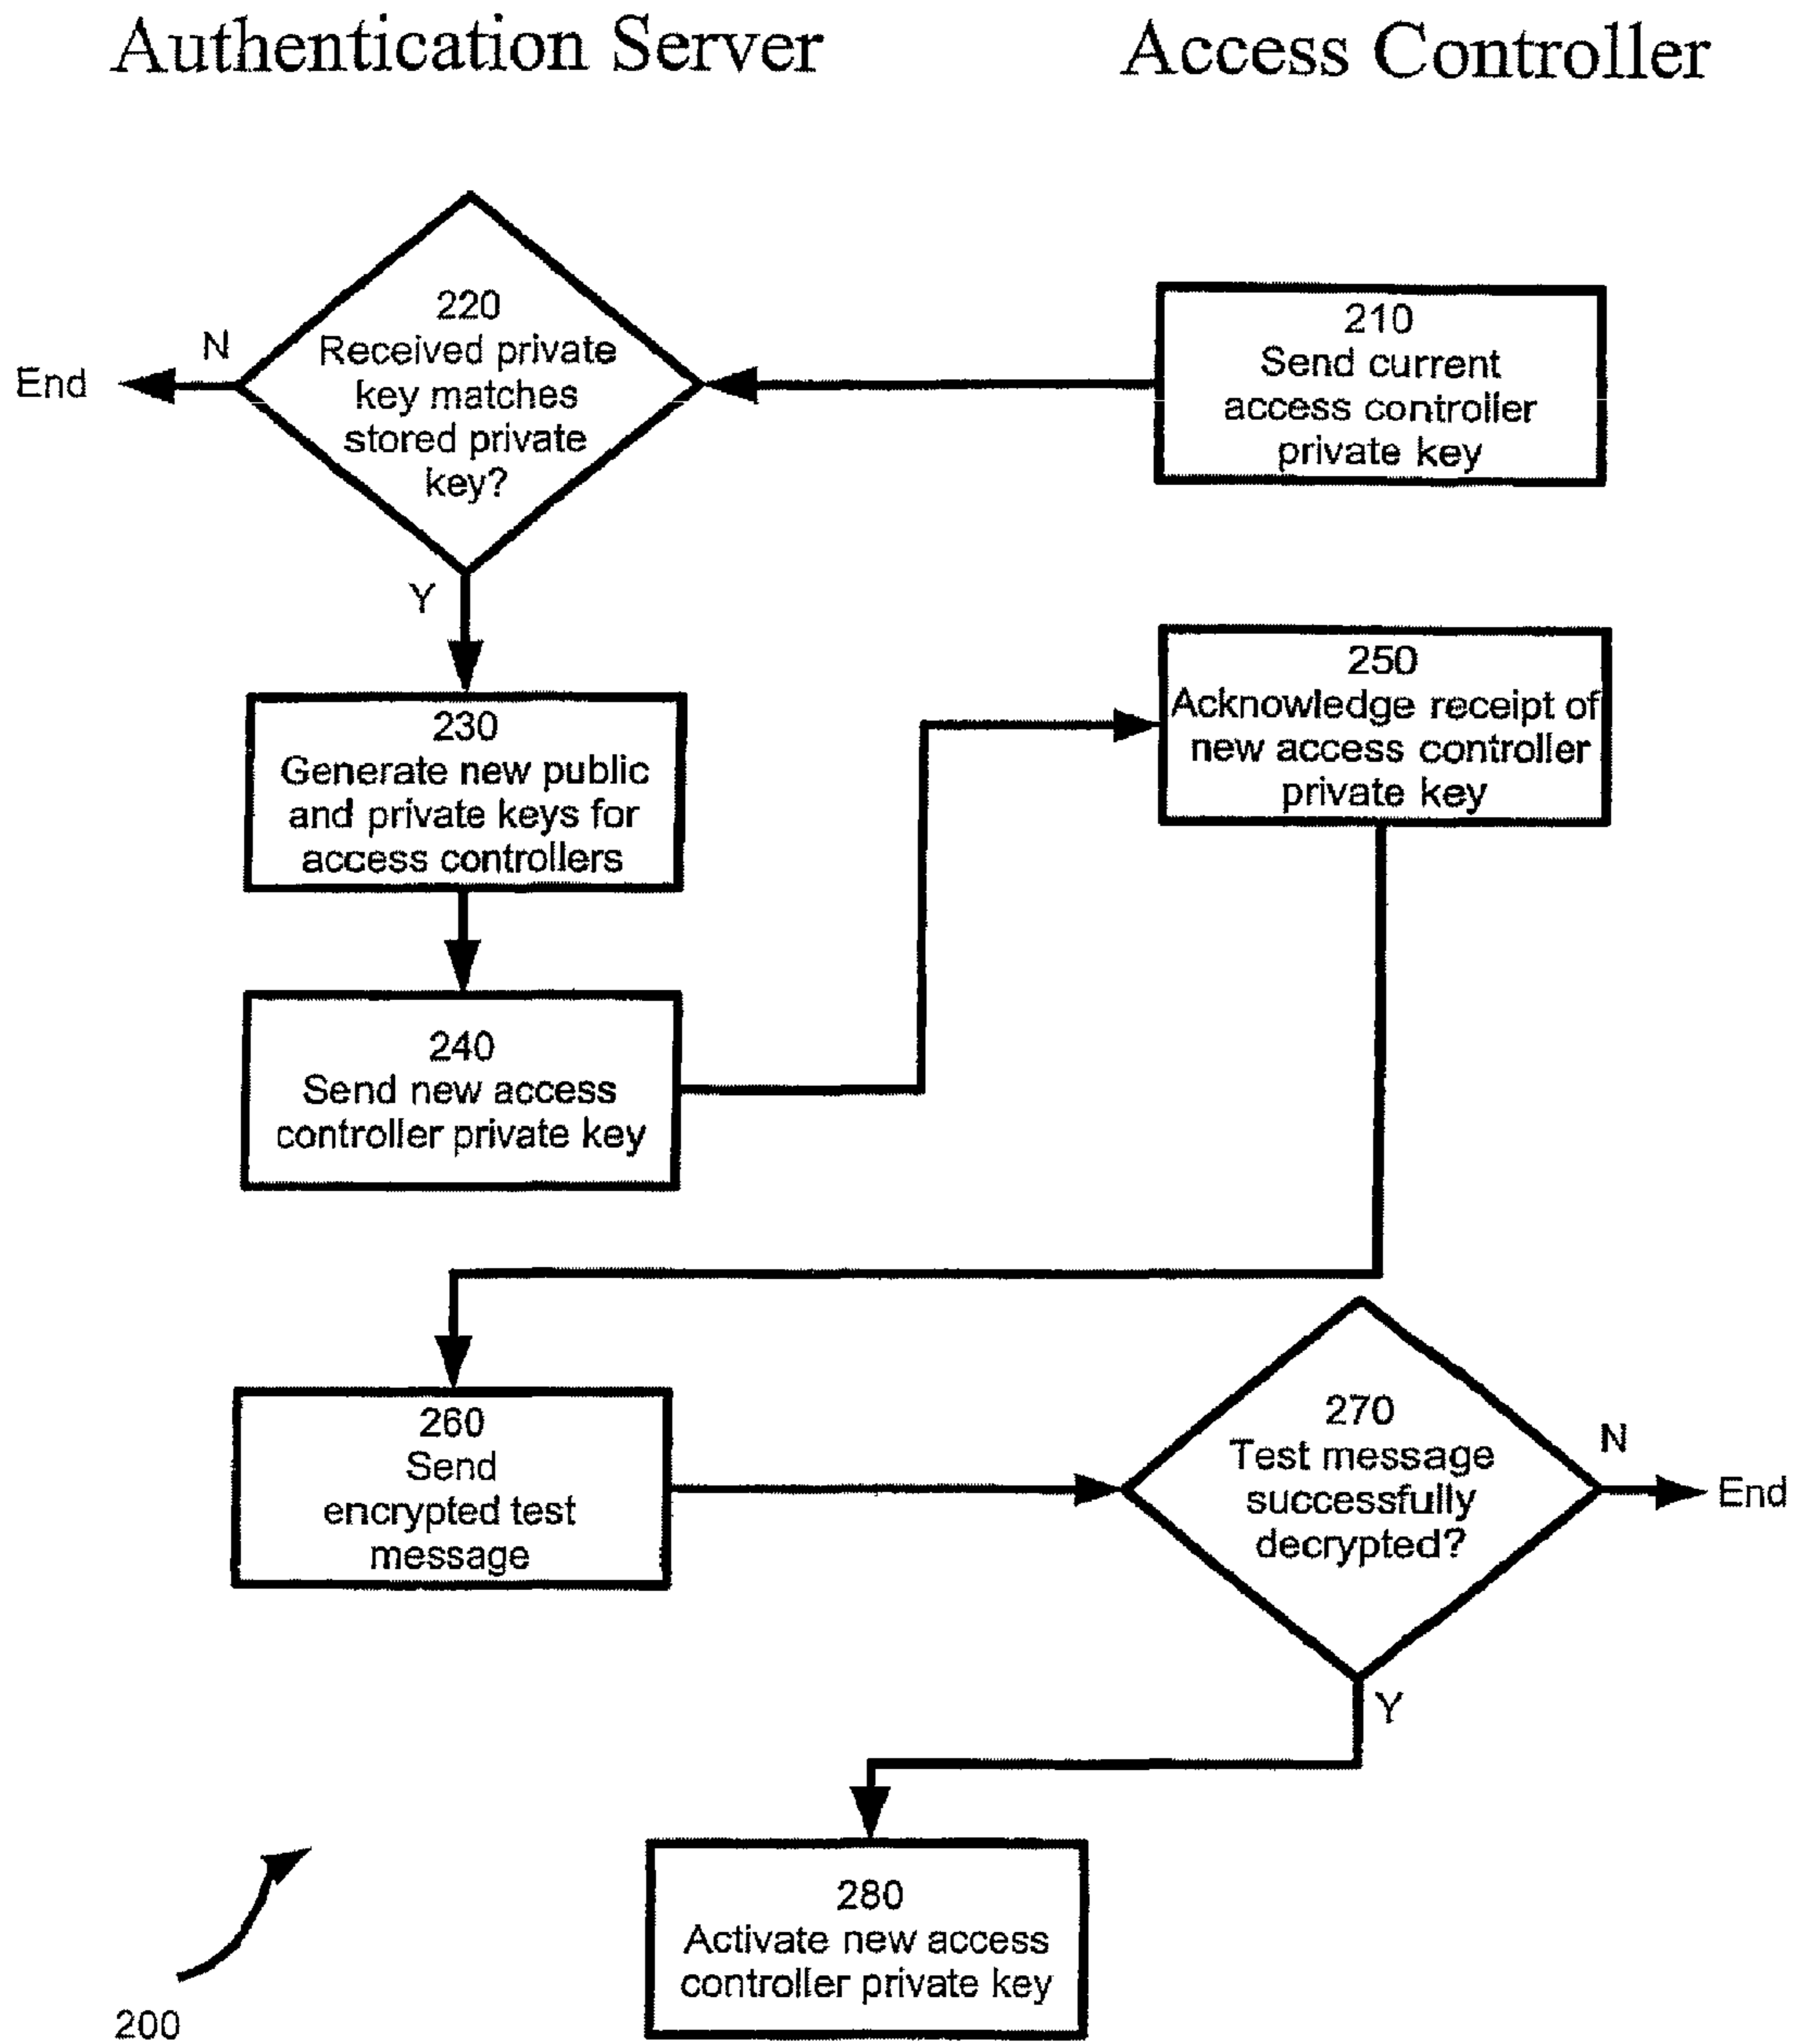 Authentication Server
Access Controller
220
Received private
key matches
stored private
key?
N
End
Y
210
Send current
access controller
private key
230
Generate new public
and private keys for
access controllers
240
Send new access
controller private key
250
Acknowledge receipt of
new access controller
private key
260
Send
encrypted test
message
270
Test message
successfully
decrypted?
N
End
Y
280
Activate new access
controller private key
200